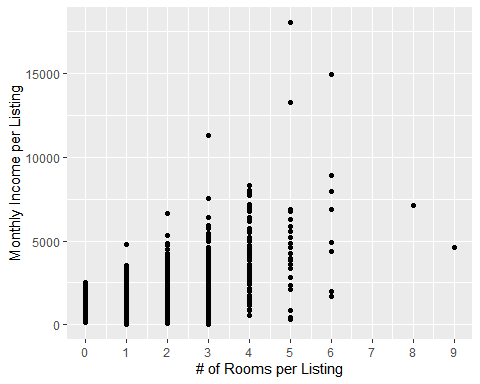 Monthly Income per Listing
15000
10000
5000
0
0 1 2 3 4 5 6 7 8 9
# of Rooms per Listing